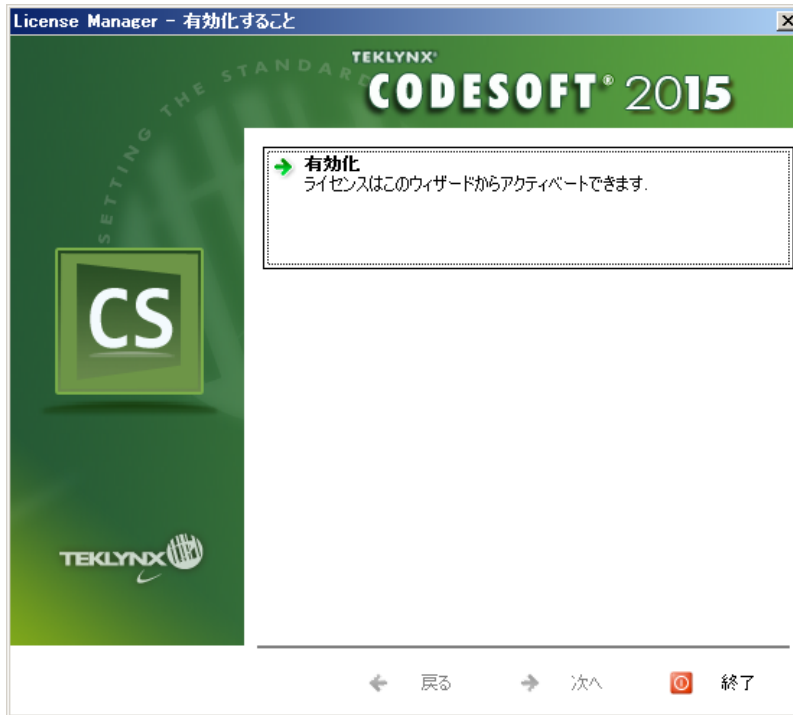 License Manager - 有効化すること
SETTING THE STANDARD
TEKLYNX®
CODESOFT® 2015
有効化
ライセンスはこのウィザードからアクティベートできます.
CS
TEKLYNX
戻る
次へ
終了